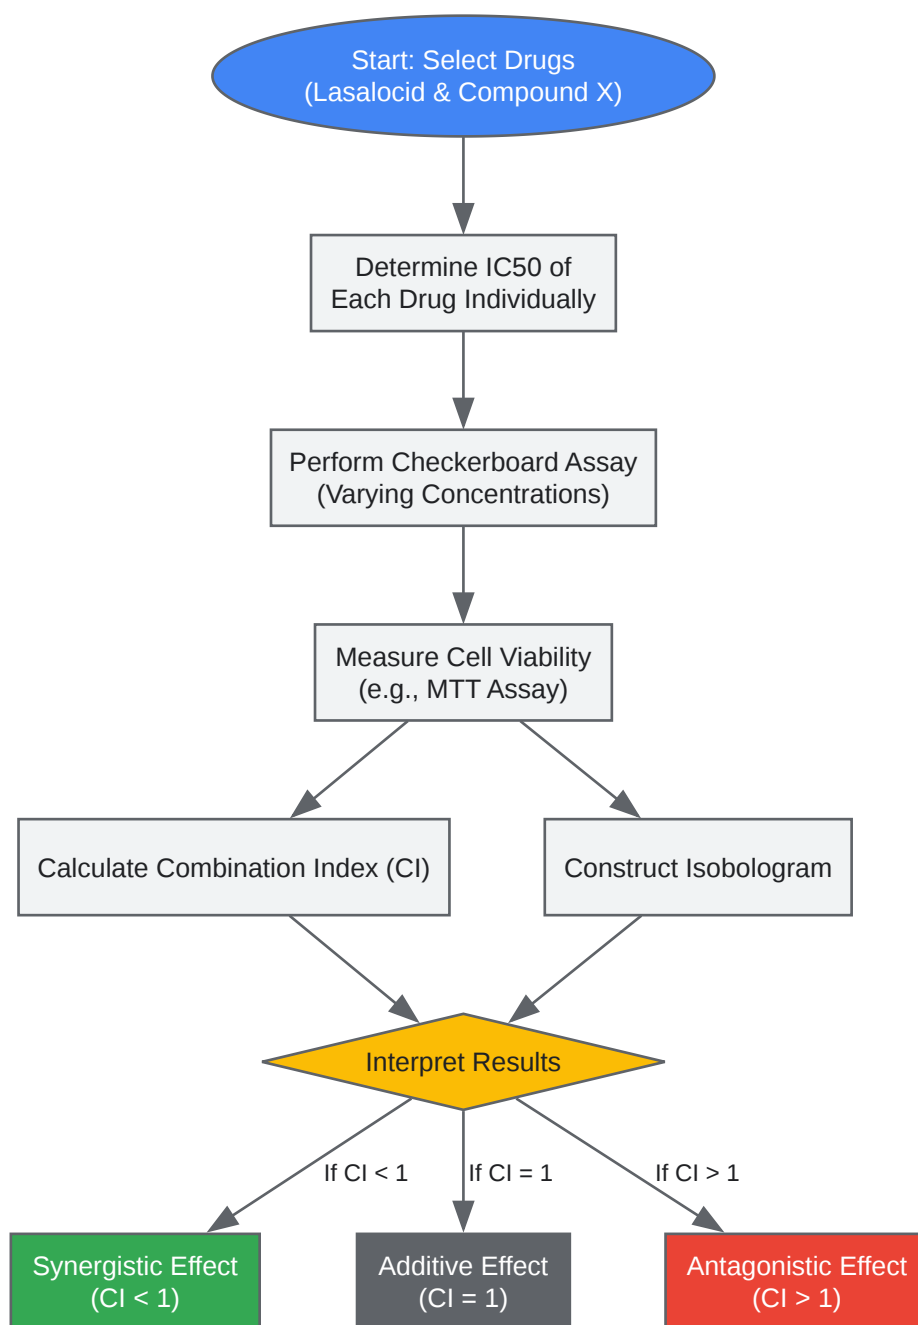 Start: Select Drugs
(Lasalocid & Compound X)
Determine IC50 of
Each Drug Individually
Perform Checkerboard Assay
(Varying Concentrations)
Measure Cell Viability
(e.g., MTT Assay)
Calculate Combination Index (CI)
Construct Isobologram
Interpret Results
If CI < 1
If CI = 1
If CI > 1
Synergistic Effect
(CI < 1)
Additive Effect
(CI = 1)
Antagonistic Effect
(CI > 1)